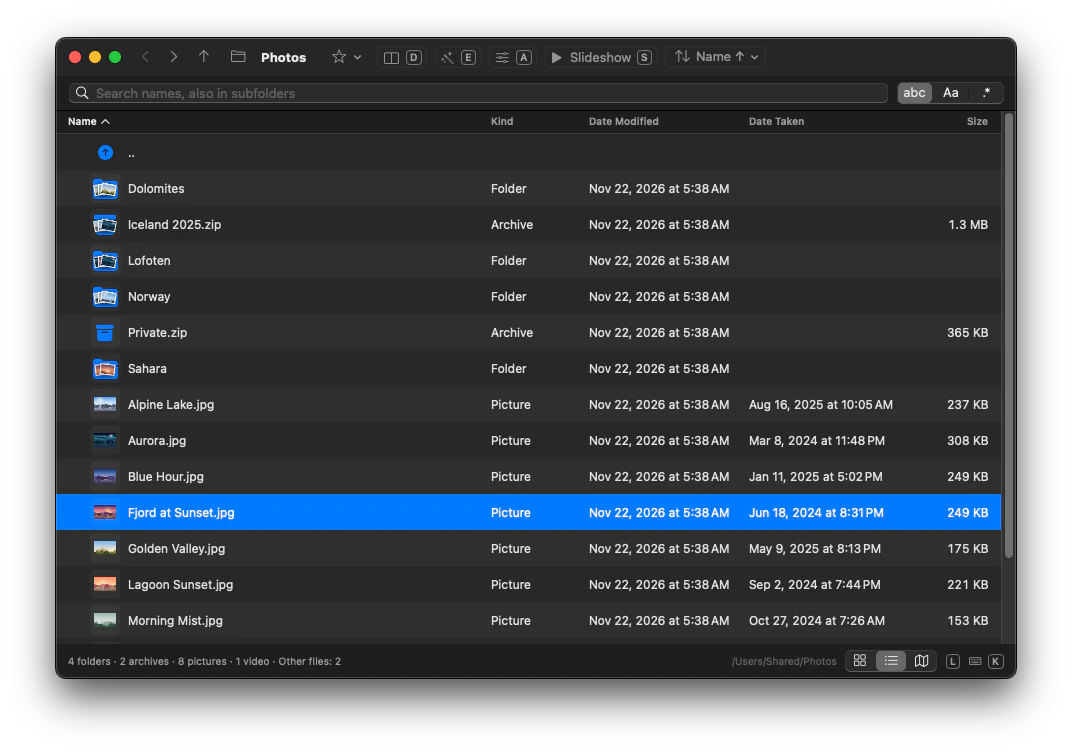 Photos D E A Slideshow S Name
Search names, also in subfolders abc Aa .*
Name Kind Date Modified Date Taken Size
..
Dolomites Folder Nov 22, 2026 at 5:38 AM
Iceland 2025.zip Archive Nov 22, 2026 at 5:38 AM 1.3 MB
Lofoten Folder Nov 22, 2026 at 5:38 AM
Norway Folder Nov 22, 2026 at 5:38 AM
Private.zip Archive Nov 22, 2026 at 5:38 AM 365 KB
Sahara Folder Nov 22, 2026 at 5:38 AM
Alpine Lake.jpg Picture Nov 22, 2026 at 5:38 AM Aug 16, 2025 at 10:05 AM 237 KB
Aurora.jpg Picture Nov 22, 2026 at 5:38 AM Mar 8, 2024 at 11:48 PM 308 KB
Blue Hour.jpg Picture Nov 22, 2026 at 5:38 AM Jan 11, 2025 at 5:02 PM 249 KB
Fjord at Sunset.jpg Picture Nov 22, 2026 at 5:38 AM Jun 18, 2024 at 8:31 PM 249 KB
Golden Valley.jpg Picture Nov 22, 2026 at 5:38 AM May 9, 2025 at 8:13 PM 175 KB
Lagoon Sunset.jpg Picture Nov 22, 2026 at 5:38 AM Sep 2, 2024 at 7:44 PM 221 KB
Morning Mist.jpg Picture Nov 22, 2026 at 5:38 AM Oct 27, 2024 at 7:26 AM 153 KB
4 folders · 2 archives · 8 pictures · 1 video · Other files: 2 /Users/Shared/Photos L K